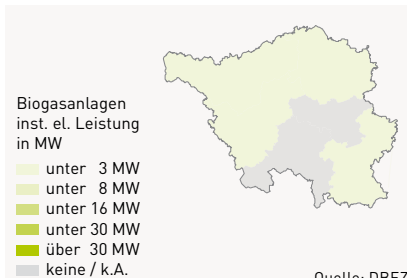 Biogasanlagen
inst. el. Leistung
in MW
unter 3 MW
unter 8 MW
unter 16 MW
unter 30 MW
über 30 MW
keine / k.A.
Quelle: DBFZ